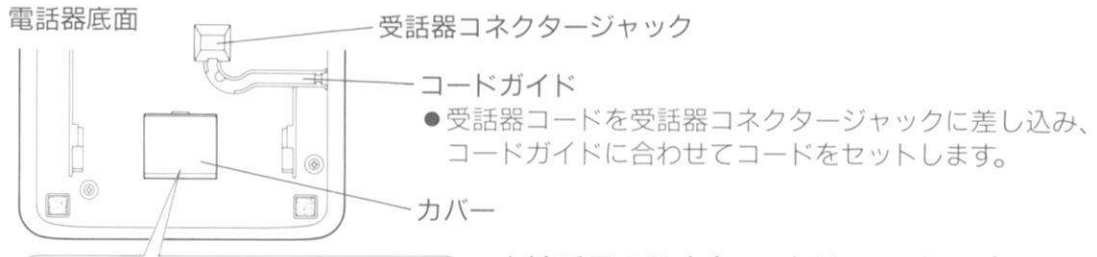 電話器底面
受話器コネクタージャック
コードガイド
●受話器コードを受話器コネクタージャックに差し込み、
コードガイドに合わせてコードをセットします。
カバー